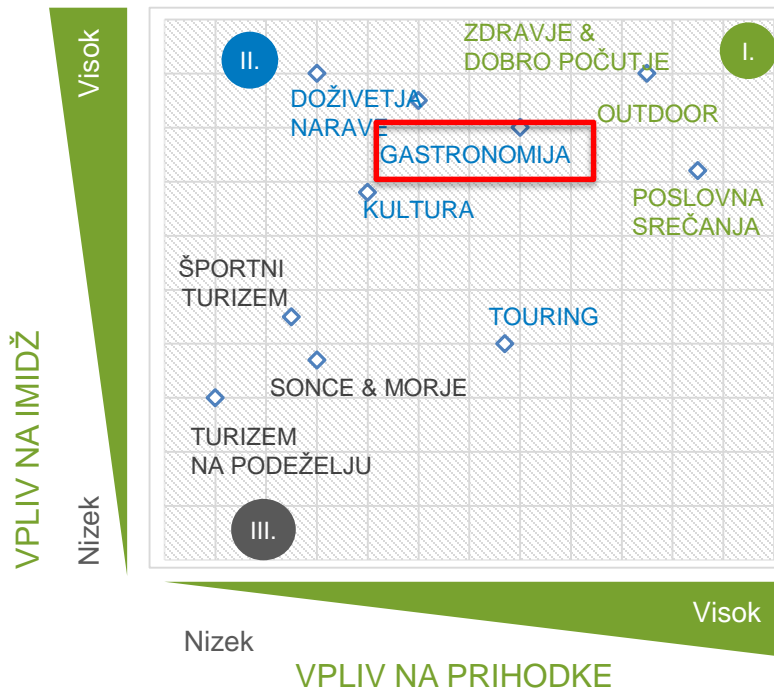 Visok
II.
ZDRAVJE &
DOBRO POČUTJE
I.
DOŽIVETJA
NARAVE
OUTDOOR
GASTRONOMIJA
KULTURA
POSLOVNA
SREČANJA
ŠPORTNI
TURIZEM
TOURING
SONCE & MORJE
TURIZEM
NA PODEŽELJU
III.
VPLIV NA IMIDŽ
Nizek
Visok
Nizek
VPLIV NA PRIHODKE